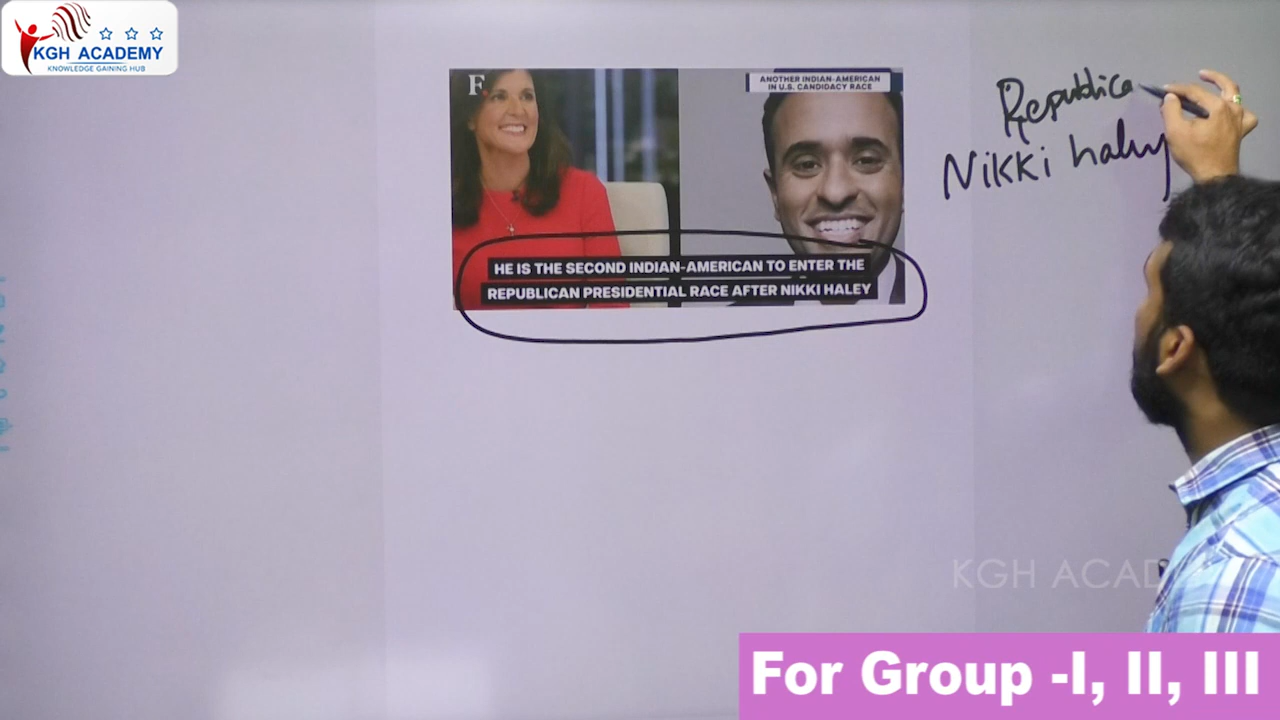 KGH ACADEMY
KNOWLEDGE GAINING HUB
F
ANOTHER INDIAN-AMERICAN
IN U.S. CANDIDACY RACE
HE IS THE SECOND INDIAN-AMERICAN TO ENTER THE
REPUBLICAN PRESIDENTIAL RACE AFTER NIKKI HALEY
Republica
Nikki haley
KGH ACAD
For Group -I, II, III